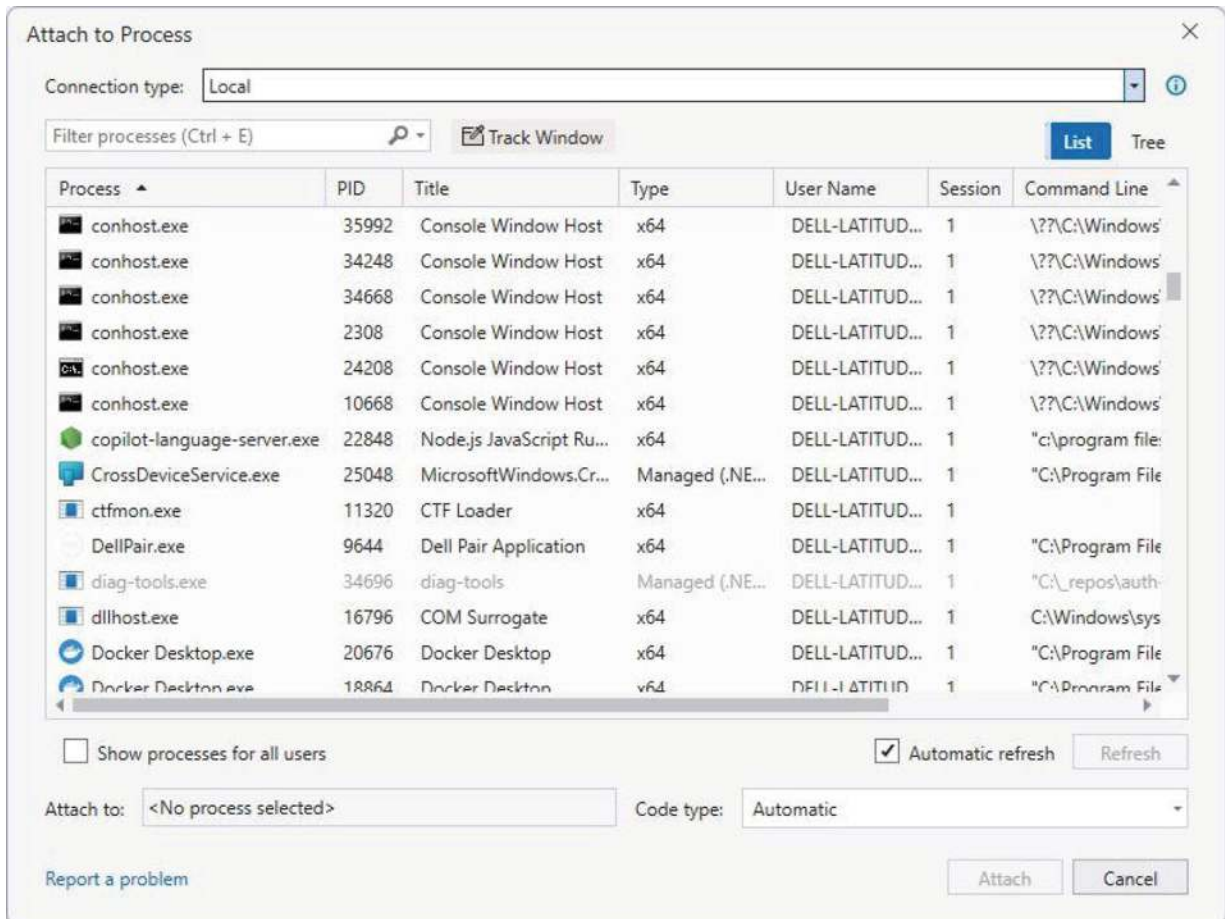 Attach to Process
Connection type: Local
Filter processes (Ctrl + E) Track Window List Tree
Process PID Title Type User Name Session Command Line
conhost.exe 35992 Console Window Host x64 DELL-LATITUD... 1 \??\C:\Windows\
conhost.exe 34248 Console Window Host x64 DELL-LATITUD... 1 \??\C:\Windows\
conhost.exe 34668 Console Window Host x64 DELL-LATITUD... 1 \??\C:\Windows\
conhost.exe 2308 Console Window Host x64 DELL-LATITUD... 1 \??\C:\Windows\
conhost.exe 24208 Console Window Host x64 DELL-LATITUD... 1 \??\C:\Windows\
conhost.exe 10668 Console Window Host x64 DELL-LATITUD... 1 \??\C:\Windows\
copilot-language-server.exe 22848 Node.js JavaScript Ru... x64 DELL-LATITUD... 1 "c:\program files
CrossDeviceService.exe 25048 MicrosoftWindows.Cr... Managed (.NE... DELL-LATITUD... 1 "C:\Program File
ctfmon.exe 11320 CTF Loader x64 DELL-LATITUD... 1
DellPair.exe 9644 Dell Pair Application x64 DELL-LATITUD... 1 "C:\Program File
diag-tools.exe 34696 diag-tools Managed (.NE... DELL-LATITUD... 1 "C:\_repos\auth-
dllhost.exe 16796 COM Surrogate x64 DELL-LATITUD... 1 C:\Windows\sys
Docker Desktop.exe 20676 Docker Desktop x64 DELL-LATITUD... 1 "C:\Program File
Docker Desktop.exe 18864 Docker Desktop x64 DELL-LATITUD 1 "C:\Program File
Show processes for all users Automatic refresh Refresh
Attach to: <No process selected> Code type: Automatic
Report a problem Attach Cancel